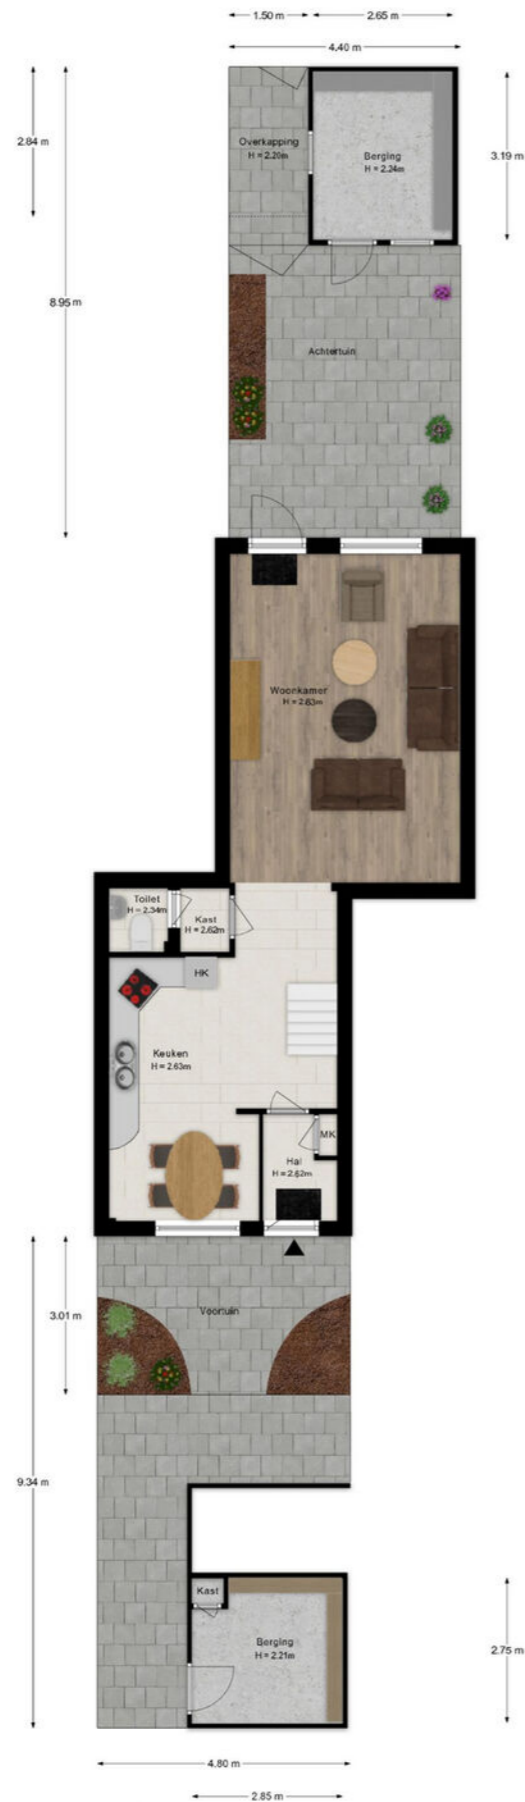 1.50 m
2.65 m
4.40 m
2.84 m
Overkapping
H = 2.20m
Berging
H = 2.24m
3.19 m
8.95 m
Achtertuin
Woonkamer
H = 2.63m
Toilet
H = 2.34m
Kast
H = 2.62m
HK
Keuken
H = 2.63m
MK
Hal
H = 2.62m
3.01 m
Voortuin
9.34 m
Kast
Berging
H = 2.21m
2.75 m
4.80 m
2.85 m